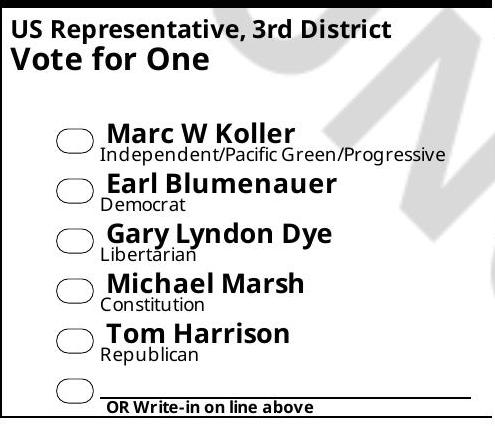 US Representative, 3rd District
Vote for One
Marc W Koller
Independent/Pacific Green/Progressive
Earl Blumenauer
Democrat
Gary Lyndon Dye
Libertarian
Michael Marsh
Constitution
Tom Harrison
Republican
OR Write-in on line above